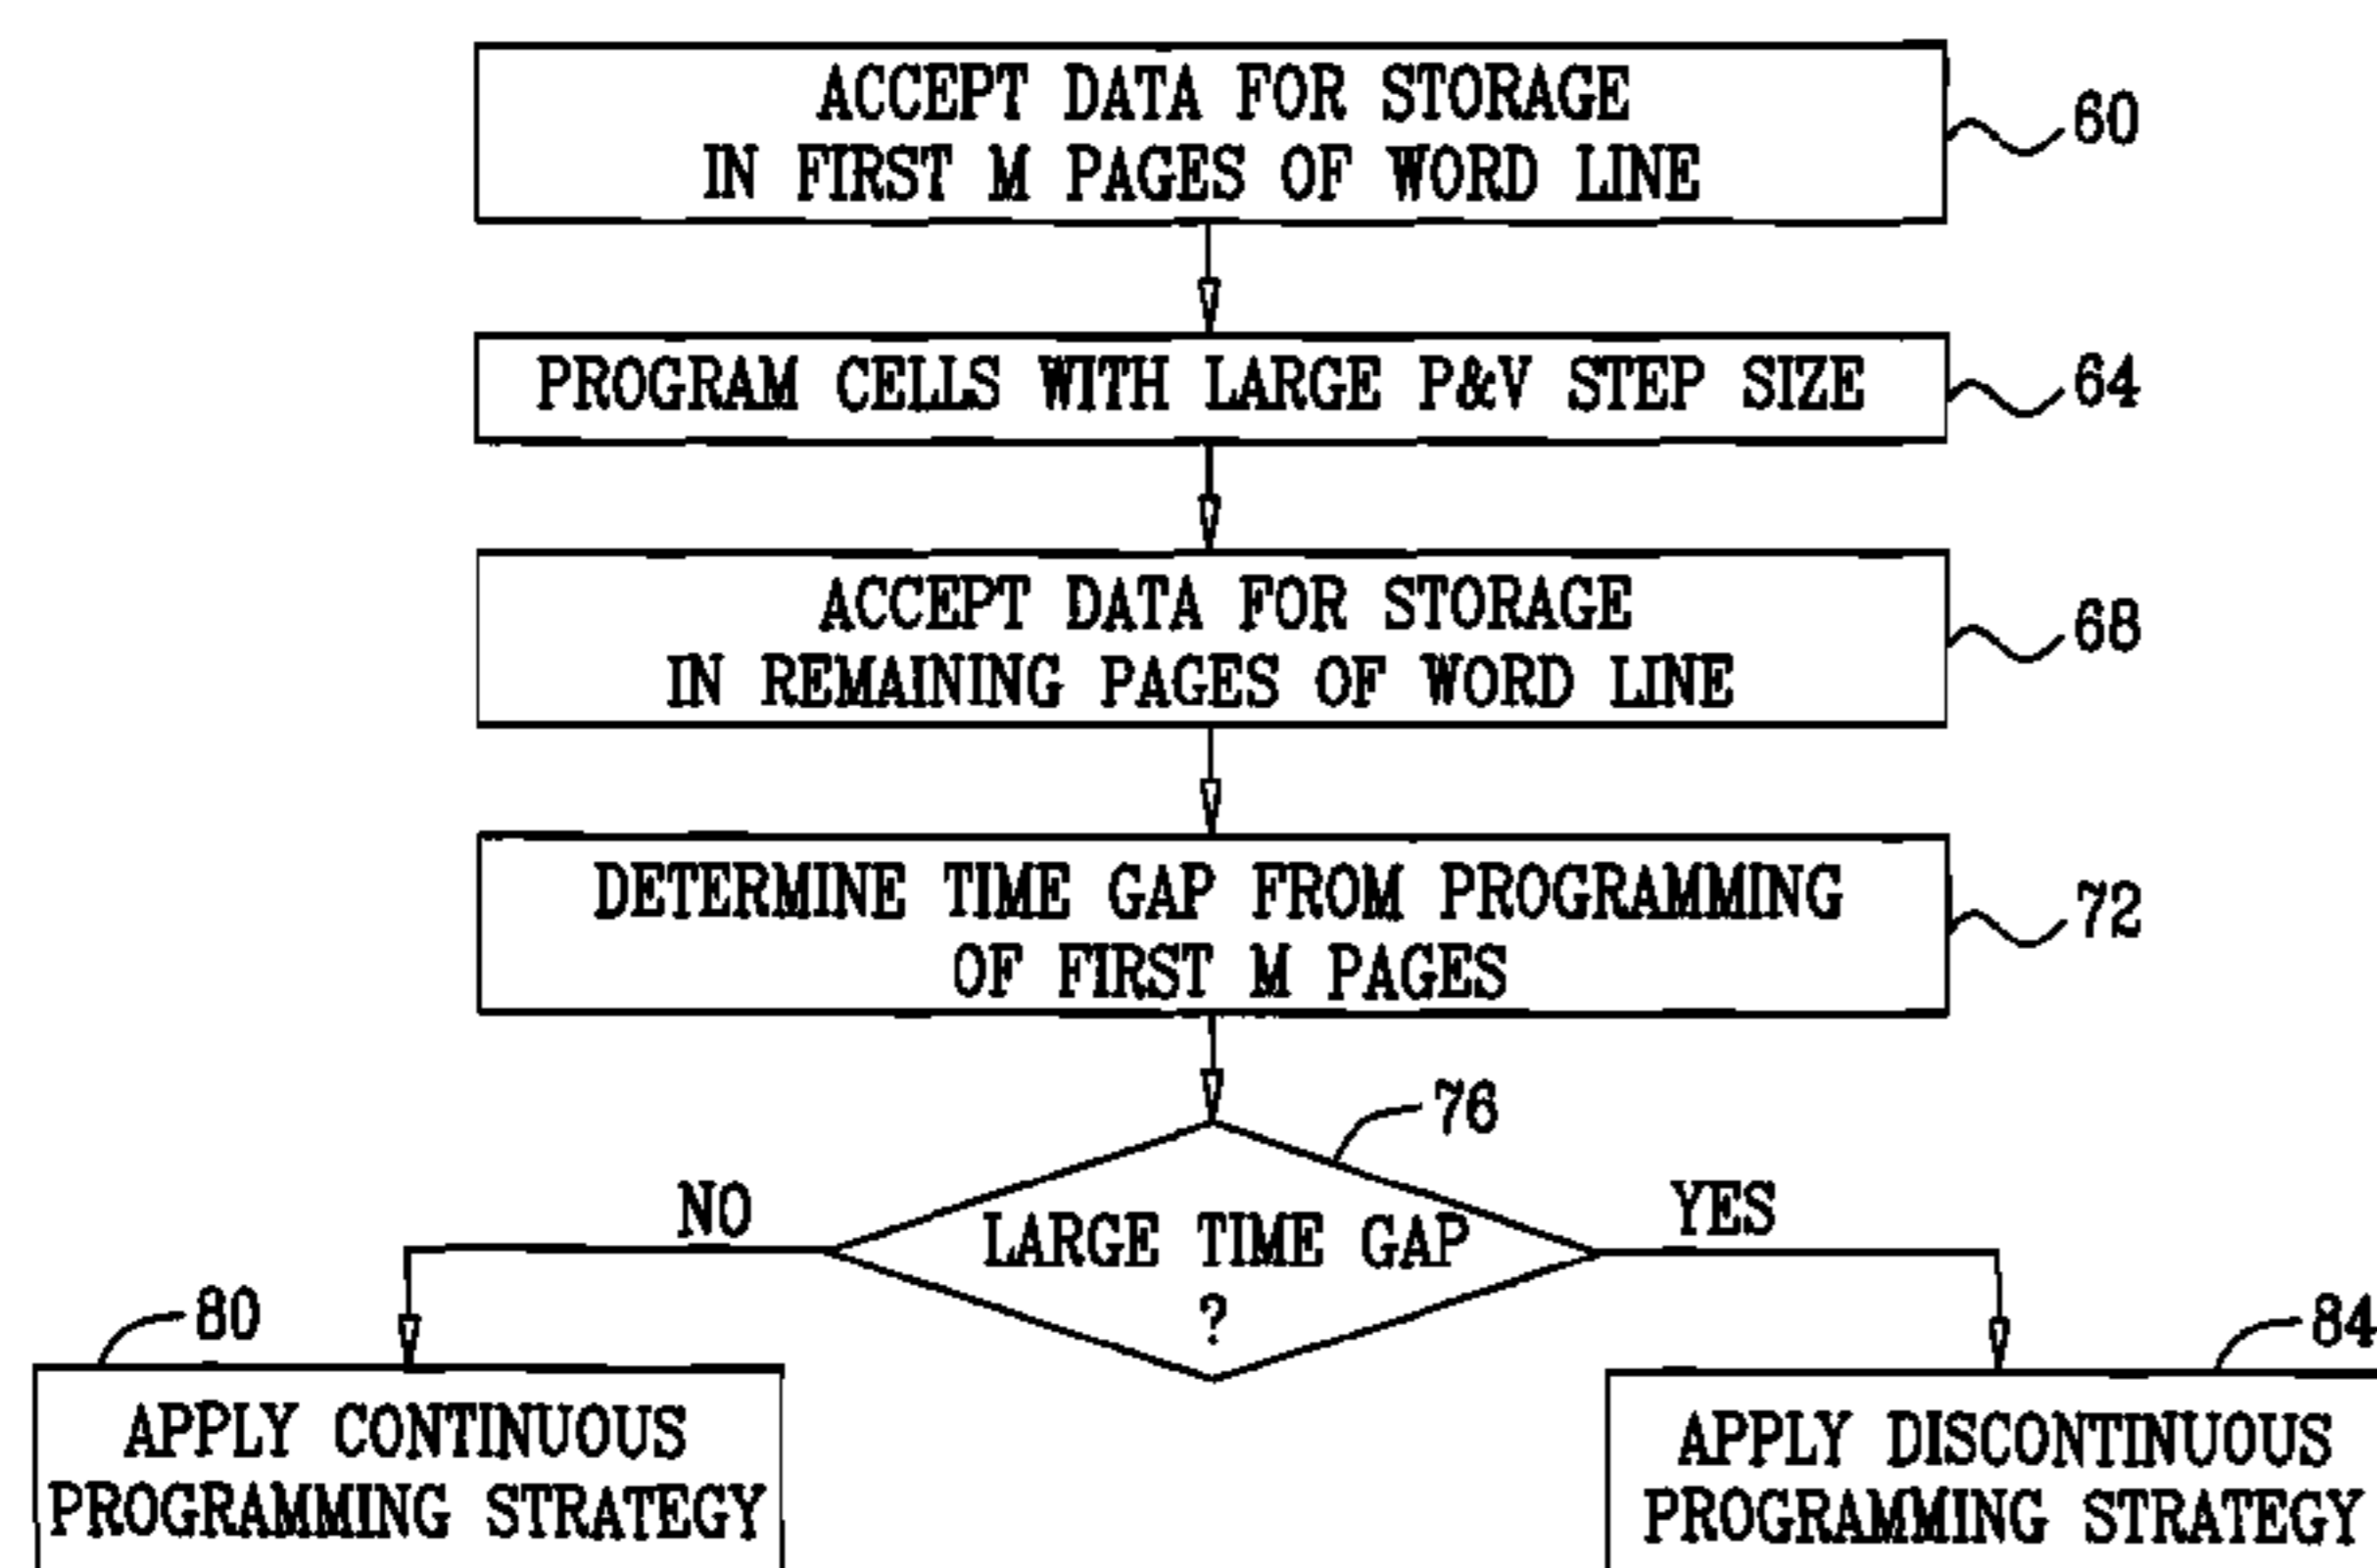 ACCEPT DATA FOR STORAGE
IN FIRST M PAGES OF WORD LINE
60
PROGRAM CELLS WITH LARGE P&V STEP SIZE
64
ACCEPT DATA FOR STORAGE
IN REMAINING PAGES OF WORD LINE
68
DETERMINE TIME GAP FROM PROGRAMMING
OF FIRST M PAGES
72
76
NO
LARGE TIME GAP
?
YES
80
APPLY CONTINUOUS
PROGRAMMING STRATEGY
84
APPLY DISCONTINUOUS
PROGRAMMING STRATEGY